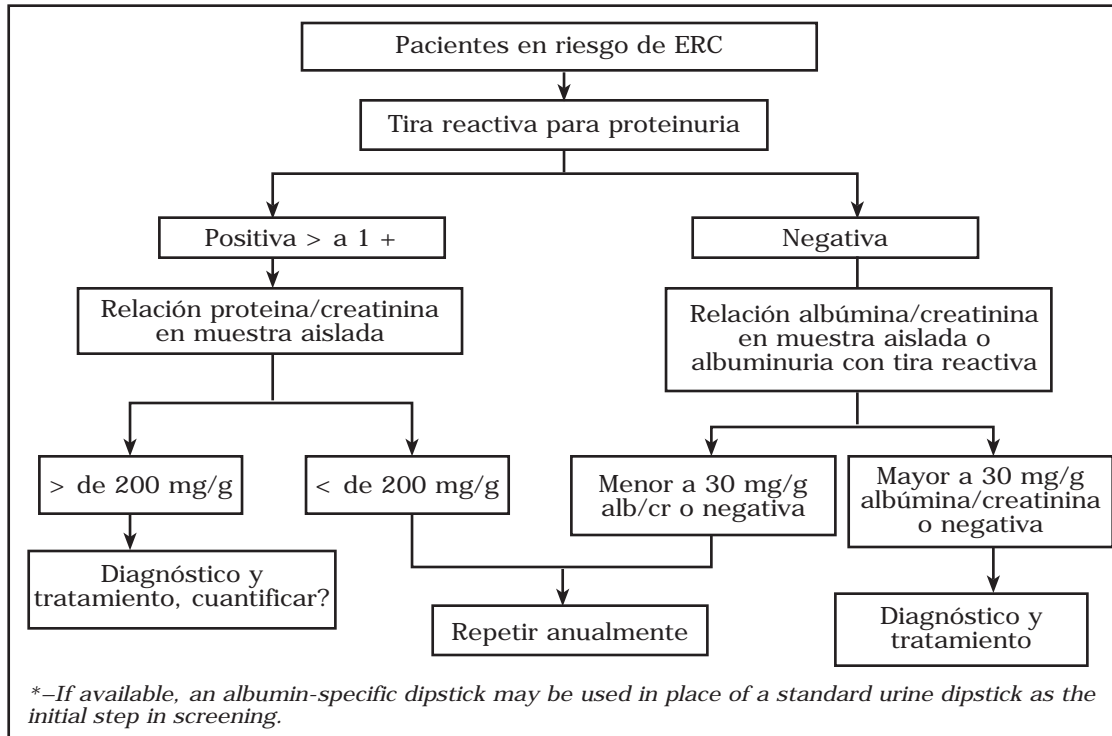 Pacientes en riesgo de ERC
Tira reactiva para proteinuria
Positiva > a 1 +
Negativa
Relación proteina/creatinina
en muestra aislada
Relación albúmina/creatinina
en muestra aislada o
albuminuria con tira reactiva
> de 200 mg/g
< de 200 mg/g
Menor a 30 mg/g
alb/cr o negativa
Mayor a 30 mg/g
albúmina/creatinina
o negativa
Diagnóstico y
tratamiento, cuantificar?
Repetir anualmente
Diagnóstico y
tratamiento
*–If available, an albumin-specific dipstick may be used in place of a standard urine dipstick as the
initial step in screening.